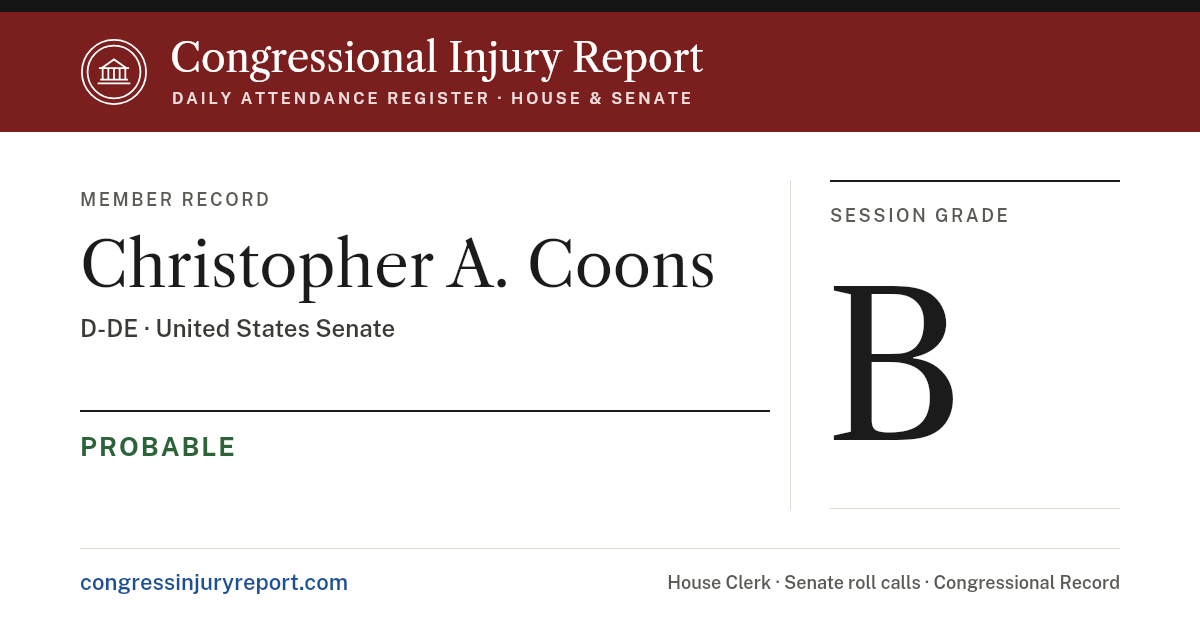 Congressional Injury Report
DAILY ATTENDANCE REGISTER · HOUSE & SENATE
MEMBER RECORD
Christopher A. Coons
D-DE · United States Senate
PROBABLE
SESSION GRADE
B
congressinjuryreport.com
House Clerk · Senate roll calls · Congressional Record